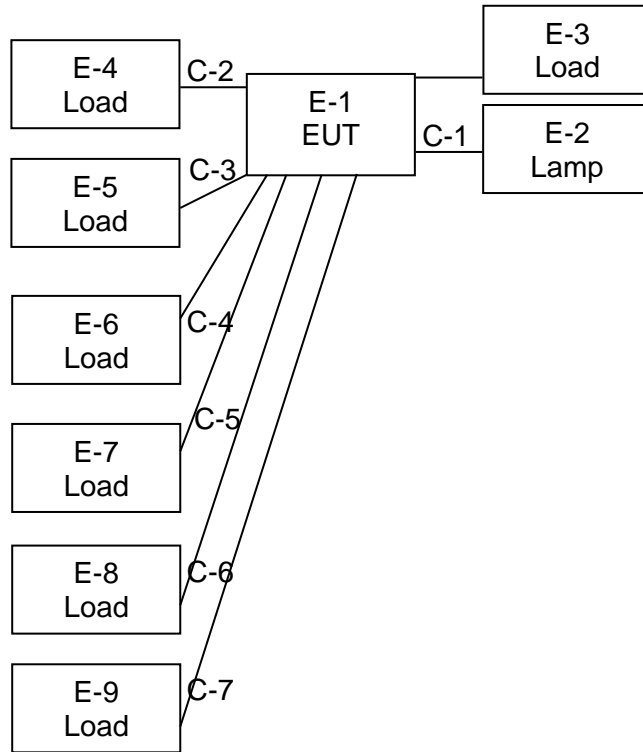 E-4
Load
C-2
E-1
EUT
E-3
Load
C-1
E-2
Lamp
C-3
E-5
Load
E-6
Load
C-4
E-7
Load
C-5
E-8
Load
C-6
E-9
Load
C-7